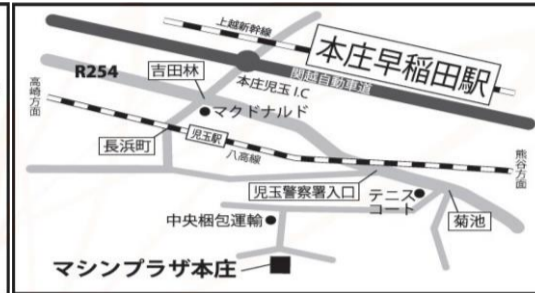 上越新幹線
本庄早稲田駅
関越自動車道
R254
吉田林
本庄児玉I.C
マクドナルド
高崎方面
長浜町
児玉駅
八高線
熊谷方面
児玉警察署入口
テニス
コート
菊池
中央梱包運輸
マシンプラザ本庄